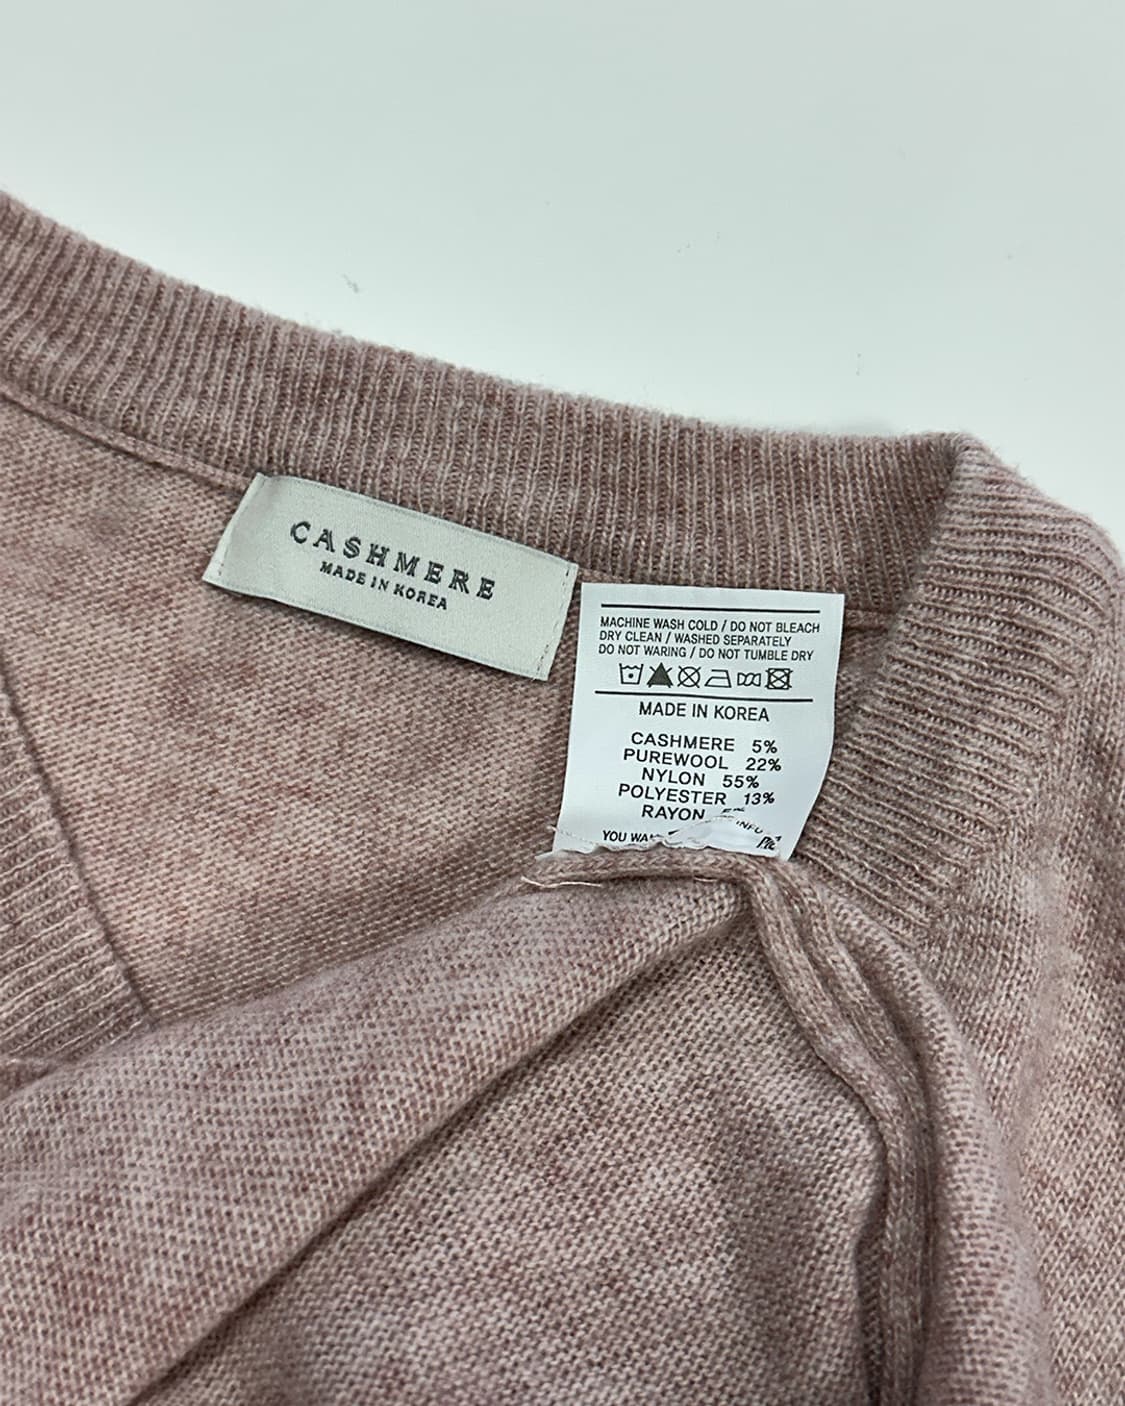 CASHMERE
MADE IN KOREA
MACHINE WASH COLD / DO NOT BLEACH
DRY CLEAN / WASHED SEPARATELY
DO NOT WARING / DO NOT TUMBLE DRY
MADE IN KOREA
CASHMERE 5%
PUREWOOL 22%
NYLON 55%
POLYESTER 13%
RAYON
YOU